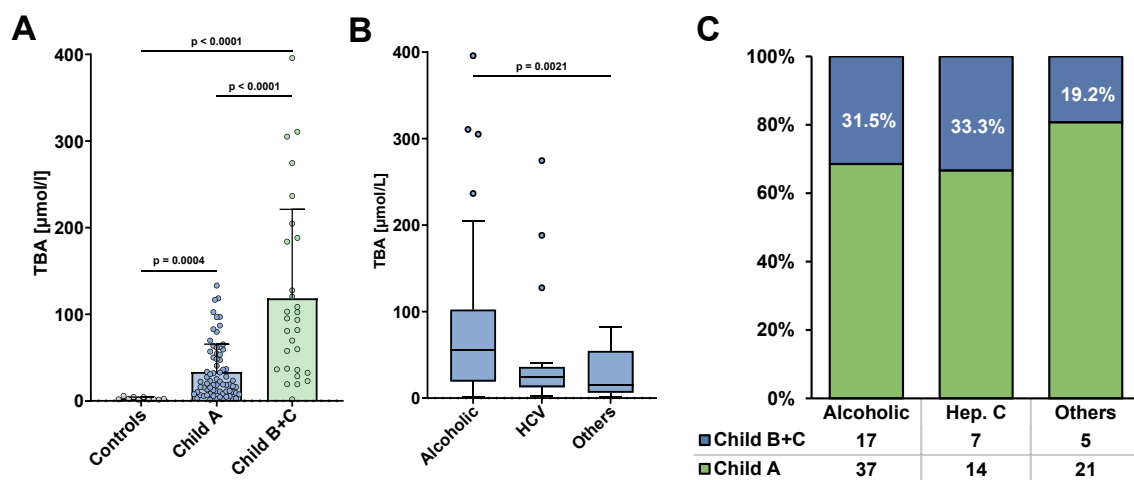 A
TBA [µmol/l]
400
300
200
100
0
p < 0.0001
p < 0.0001
p = 0.0004
Controls
Child A
Child B+C
B
TBA [µmol/L]
400
300
200
100
0
p = 0.0021
Alcoholic
HCV
Others
C
100%
80%
60%
40%
20%
0%
31.5%
33.3%
19.2%
Alcoholic Hep. C Others
Child B+C 17 7 5
Child A 37 14 21